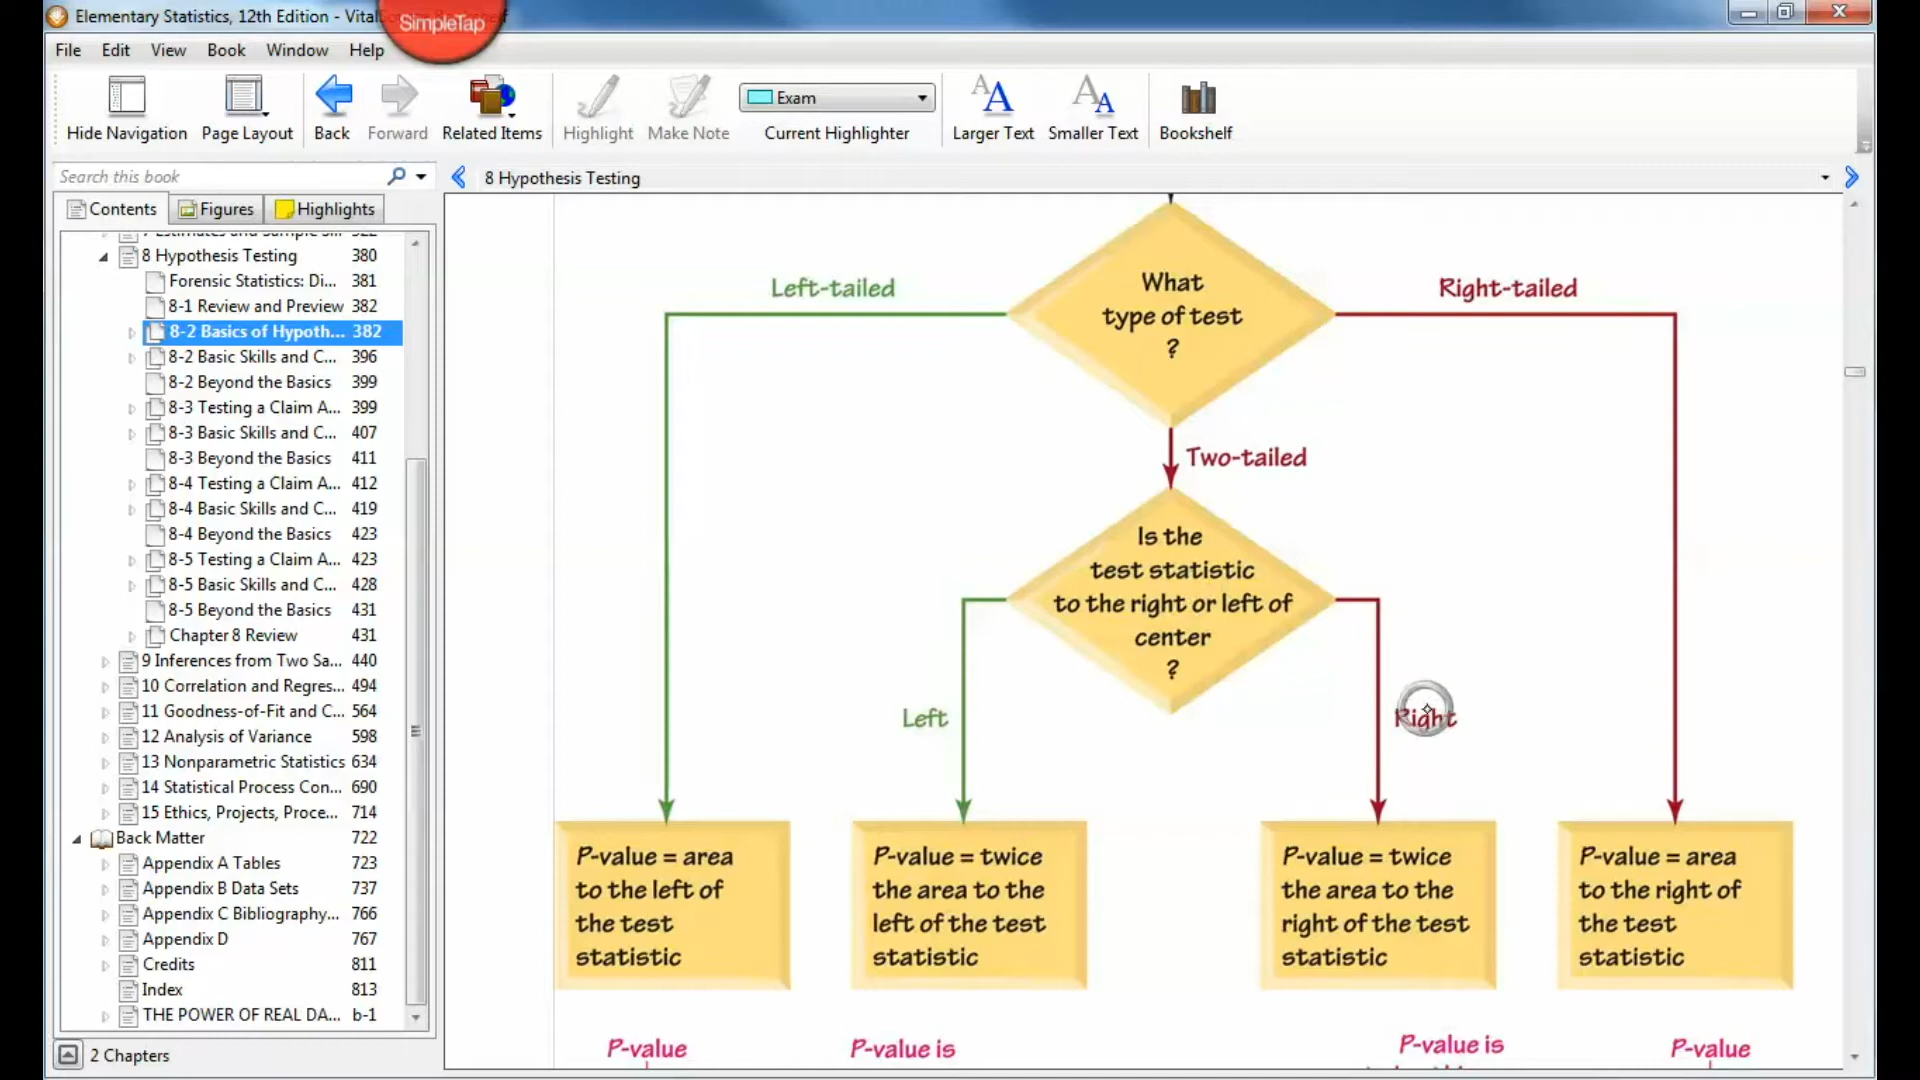 Elementary Statistics, 12th Edition - Vital
SimpleTap
File Edit View Book Window Help
Hide Navigation Page Layout Back Forward Related Items Highlight Make Note Exam Current Highlighter Larger Text Smaller Text Bookshelf
Search this book
8 Hypothesis Testing
Contents Figures Highlights
8 Hypothesis Testing 380
Forensic Statistics: Di... 381
8-1 Review and Preview 382
8-2 Basics of Hypoth... 382
8-2 Basic Skills and C... 396
8-2 Beyond the Basics 399
8-3 Testing a Claim A... 399
8-3 Basic Skills and C... 407
8-3 Beyond the Basics 411
8-4 Testing a Claim A... 412
8-4 Basic Skills and C... 419
8-4 Beyond the Basics 423
8-5 Testing a Claim A... 423
8-5 Basic Skills and C... 428
8-5 Beyond the Basics 431
Chapter 8 Review 431
9 Inferences from Two Sa... 440
10 Correlation and Regres... 494
11 Goodness-of-Fit and C... 564
12 Analysis of Variance 598
13 Nonparametric Statistics 634
14 Statistical Process Con... 690
15 Ethics, Projects, Proce... 714
Back Matter 722
Appendix A Tables 723
Appendix B Data Sets 737
Appendix C Bibliography... 766
Appendix D 767
Credits 811
Index 813
THE POWER OF REAL DA... b-1
2 Chapters
What
type of test
?
Left-tailed
Right-tailed
Two-tailed
Is the
test statistic
to the right or left of
center
?
Left
Right
P-value = area
to the left of
the test
statistic
P-value = twice
the area to the
left of the test
statistic
P-value = twice
the area to the
right of the test
statistic
P-value = area
to the right of
the test
statistic
P-value
P-value is
P-value is
P-value